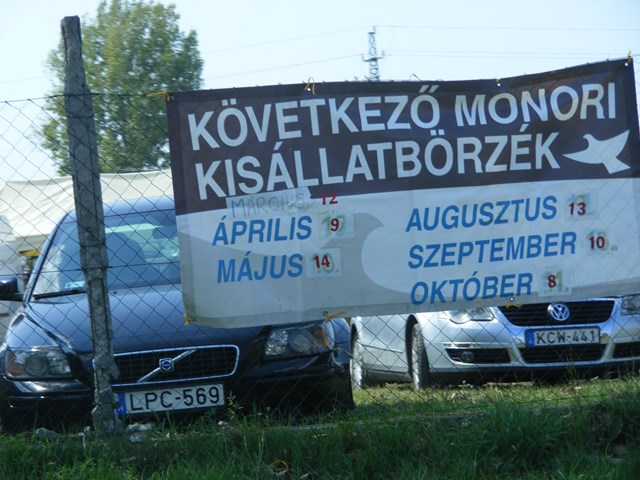 KÖVETKEZŐ MONORI
KISÁLLATBÖRZÉK
MÁRCIUS 12
ÁPRILIS 9
MÁJUS 14
AUGUSZTUS 13
SZEPTEMBER 10
OKTÓBER 8
LPC-569
KCW-441